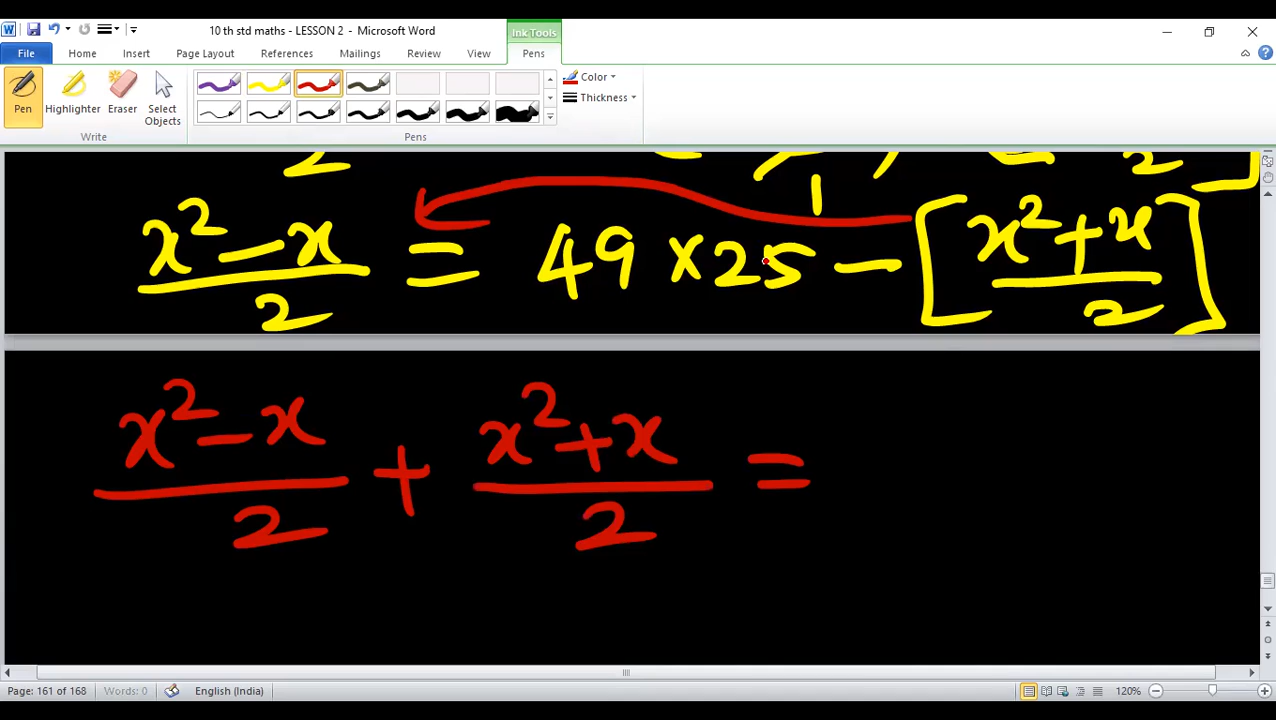 10 th std maths - LESSON 2 - Microsoft Word
Ink Tools
File Home Insert Page Layout References Mailings Review View Pens
Pen Highlighter Eraser Select Objects
Color
Thickness
Write Pens
x² - x / 2 = 49 × 25 - [x² + x / 2]
x² - x / 2 + x² + x / 2 =
Page: 161 of 168 Words: 0 English (India) 120%